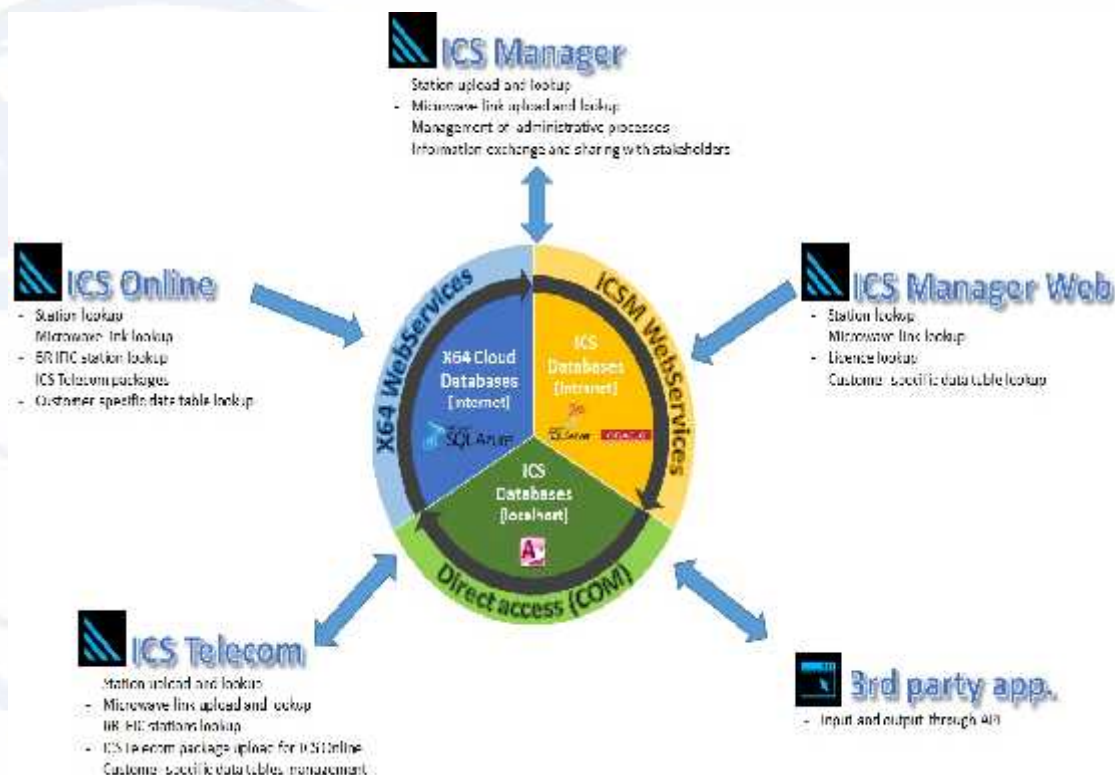 ICS Manager
Station upload and lookup
- Microwave link upload and lookup
Management of administrative processes
Information exchange and sharing with stakeholders
ICS Online
- Station lookup
Microwave link lookup
- BR IFIC station lookup
ICS Telecom packages
- Customer specific data table lookup
ICS Manager Web
- Station lookup
Microwave link lookup
- Licence lookup
Customer specific data table lookup
X64 WebServices
ICSM WebServices
X64 Cloud
Databases
[internet]
SQL Azure
ICS
Databases
[intranet]
SQL Server
ORACLE
ICS
Databases
[localhost]
A
Direct access (COM)
ICS Telecom
Station upload and lookup
- Microwave link upload and lookup
BR IFIC stations lookup
- ICS Telecom package upload for ICS Online
Customer specific data tables management
3rd party app.
- Input and output through API